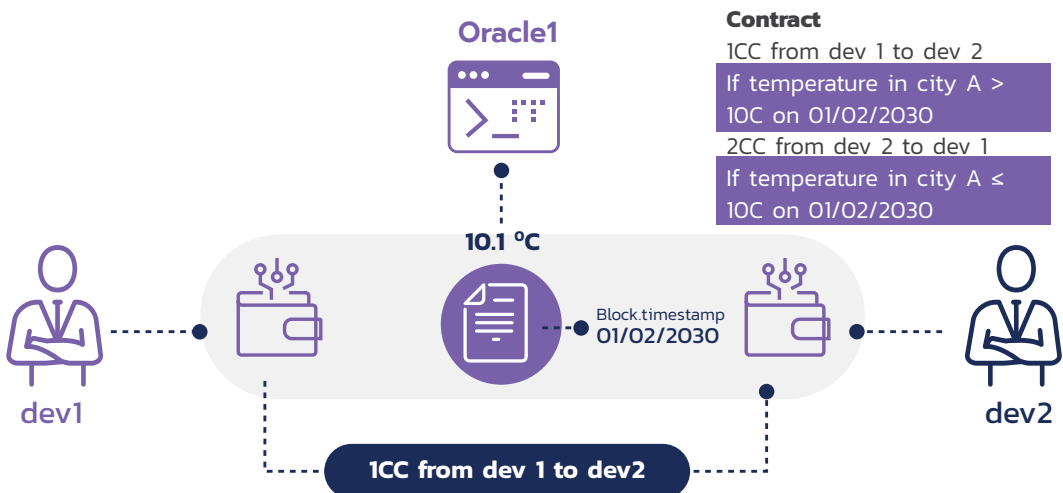 Oracle1
Contract
1CC from dev 1 to dev 2
If temperature in city A >
10C on 01/02/2030
2CC from dev 2 to dev 1
If temperature in city A ≤
10C on 01/02/2030
10.1 ºC
Block.timestamp
01/02/2030
dev1
dev2
1CC from dev 1 to dev2